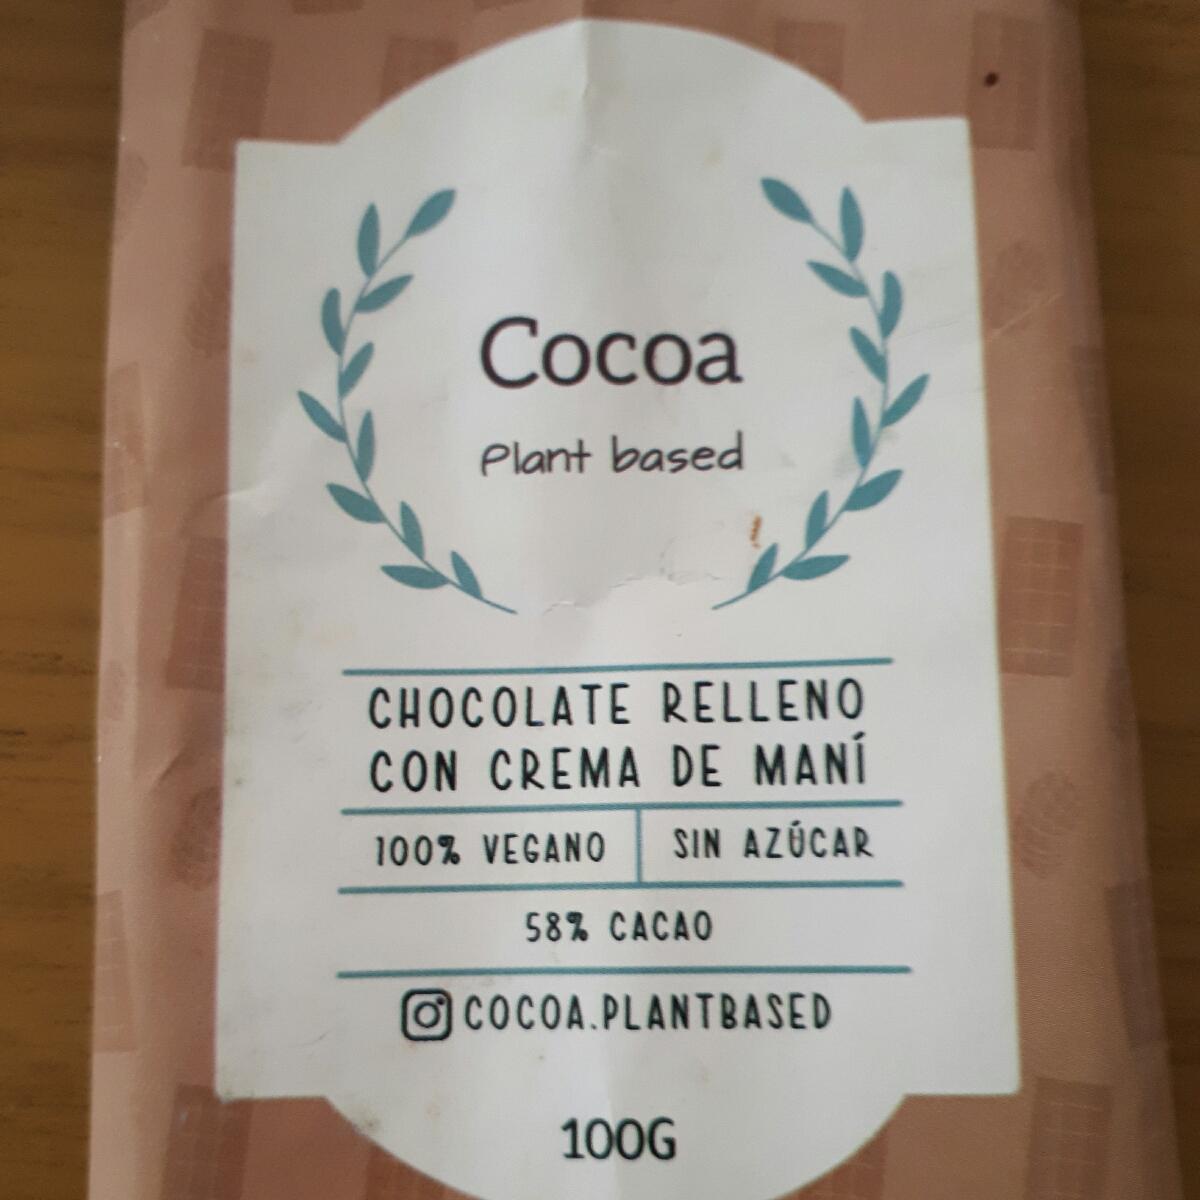 Cocoa
Plant based
CHOCOLATE RELLENO
CON CREMA DE MANÍ
100% VEGANO SIN AZÚCAR
58% CACAO
COCOA.PLANTBASED
100G